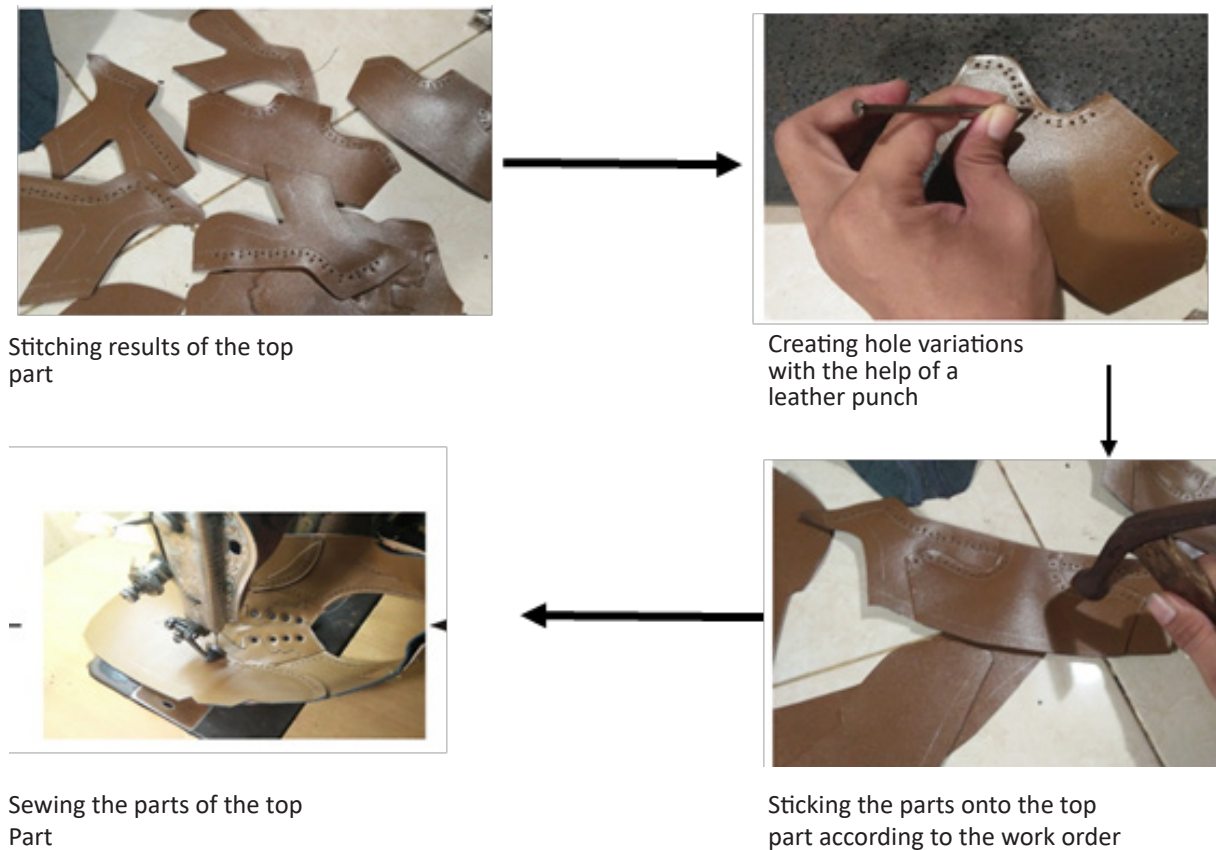 Stitching results of the top
part
Creating hole variations
with the help of a
leather punch
Sewing the parts of the top
Part
Sticking the parts onto the top
part according to the work order